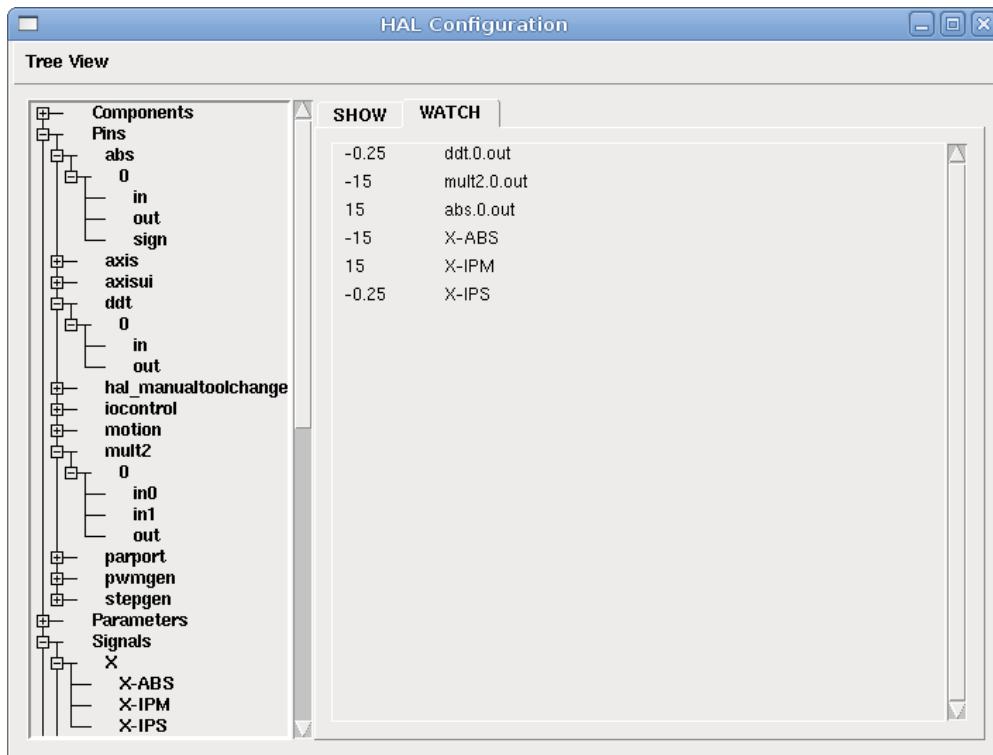 HAL Configuration
Tree View
Components
Pins
abs
0
in
out
sign
axis
axisui
ddt
0
in
out
hal_manualtoolchange
iocontrol
motion
mult2
0
in0
in1
out
parport
pwmgen
stepgen
Parameters
Signals
X
X-ABS
X-IPM
X-IPS
SHOW WATCH
-0.25 ddt.0.out
-15 mult2.0.out
15 abs.0.out
-15 X-ABS
15 X-IPM
-0.25 X-IPS